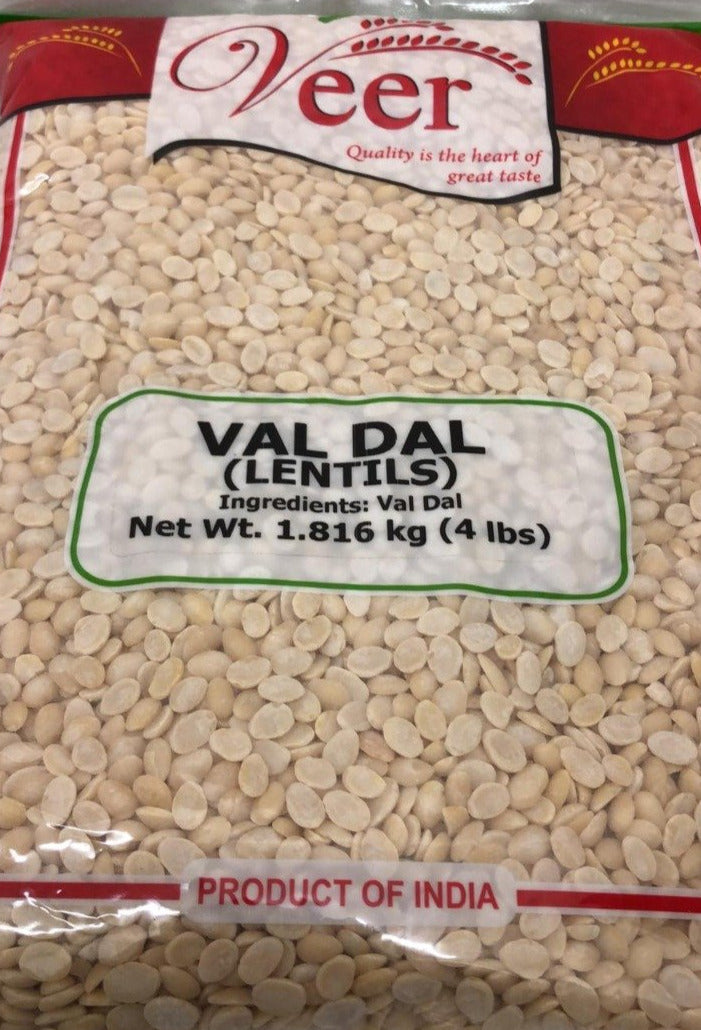 Veer
Quality is the heart of
great taste
VAL DAL
(LENTILS)
Ingredients: Val Dal
Net Wt. 1.816 kg (4 lbs)
PRODUCT OF INDIA